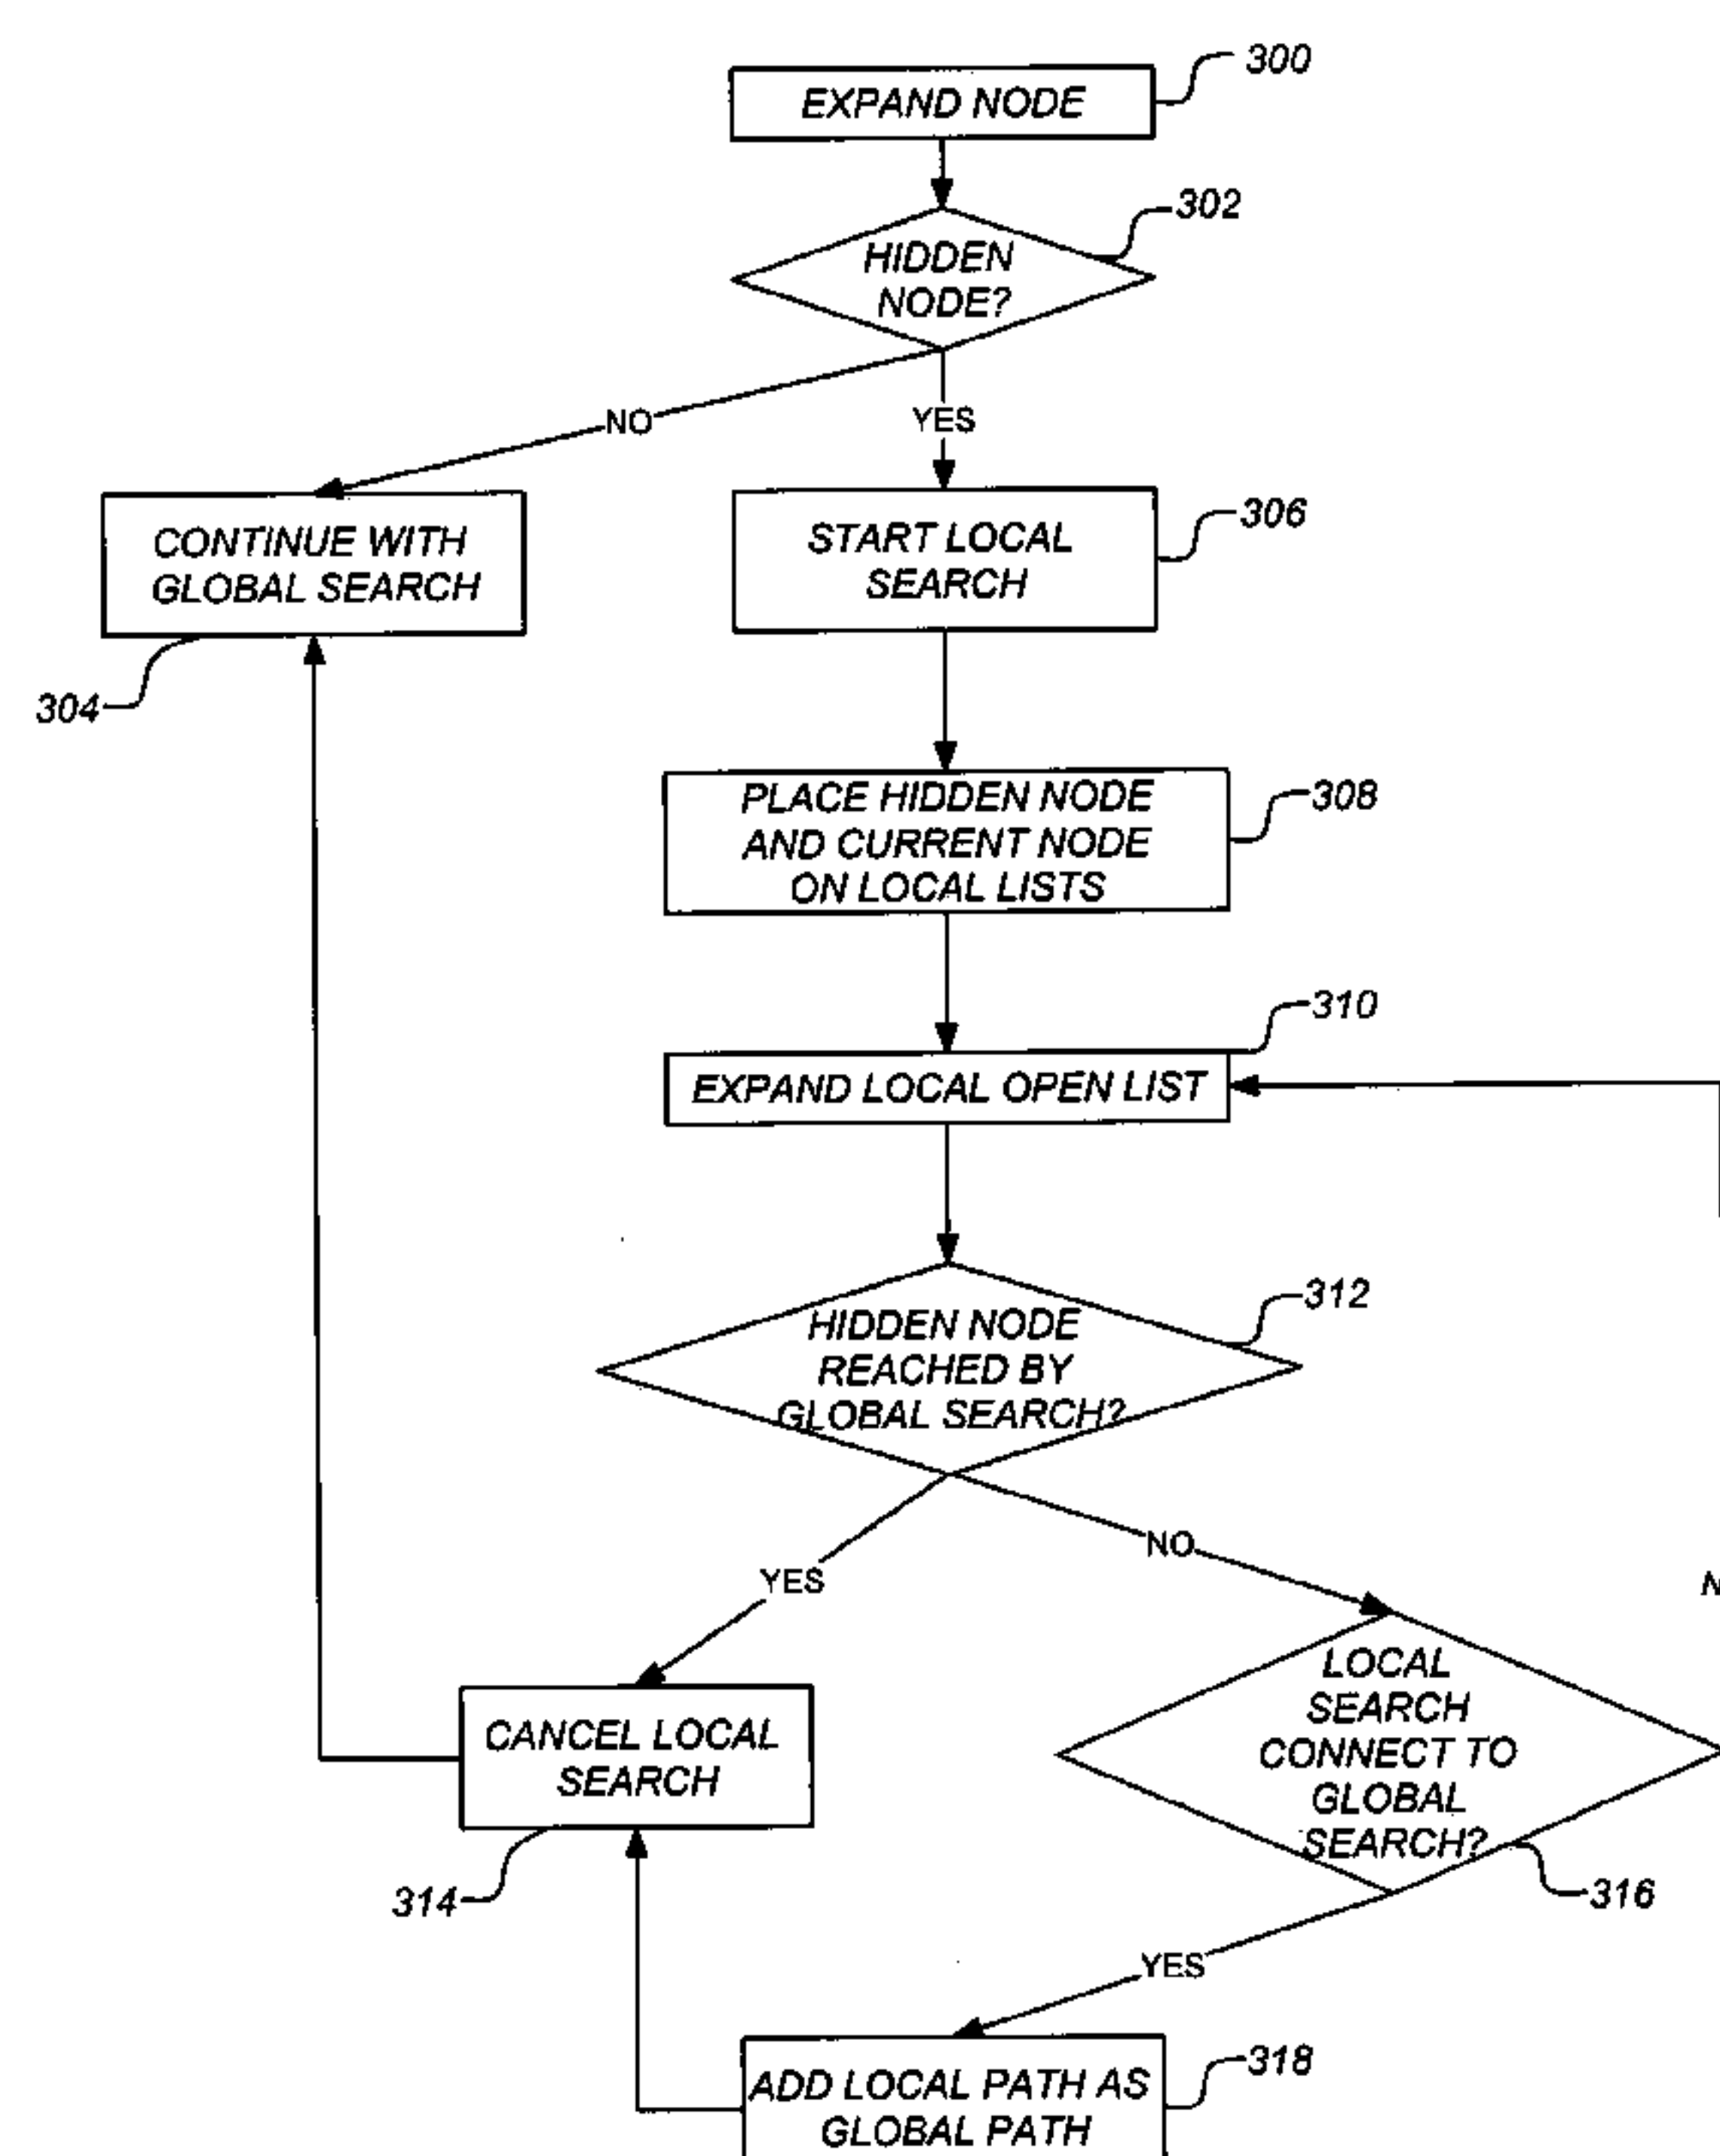 300
EXPAND NODE
302
HIDDEN
NODE?
NO
YES
CONTINUE WITH
GLOBAL SEARCH
304
START LOCAL
SEARCH
306
PLACE HIDDEN NODE
AND CURRENT NODE
ON LOCAL LISTS
308
310
EXPAND LOCAL OPEN LIST
312
HIDDEN NODE
REACHED BY
GLOBAL SEARCH?
YES
NO
CANCEL LOCAL
SEARCH
314
LOCAL
SEARCH
CONNECT TO
GLOBAL
SEARCH?
316
YES
318
ADD LOCAL PATH AS
GLOBAL PATH